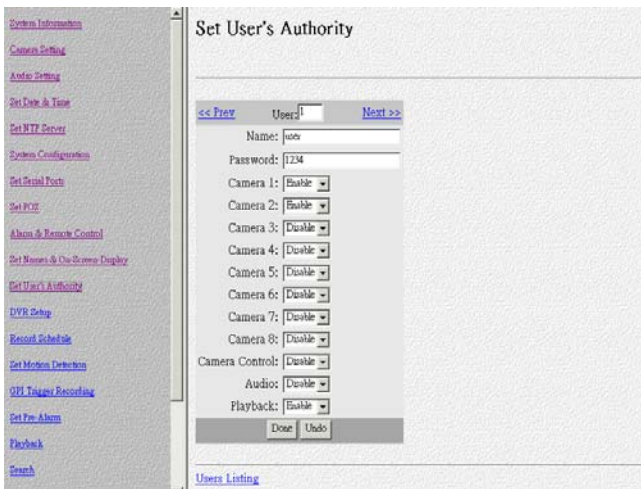 System Information
Camera Setting
Audio Setting
Set Date & Time
Set NTP Server
System Configuration
Set Serial Ports
Set POZ
Alarm & Remote Control
Set Names & On-Screen Display
Set User's Authority
DVR Setup
Record Schedule
Set Motion Detection
GPI Trigger Recording
Set Pre-Alarm
Playback
Search
Set User's Authority
<< Prev User: 1 Next >>
Name: user
Password: 1234
Camera 1: Enable
Camera 2: Enable
Camera 3: Disable
Camera 4: Disable
Camera 5: Disable
Camera 6: Disable
Camera 7: Disable
Camera 8: Disable
Camera Control: Disable
Audio: Disable
Playback: Enable
Done Undo
Users Listing